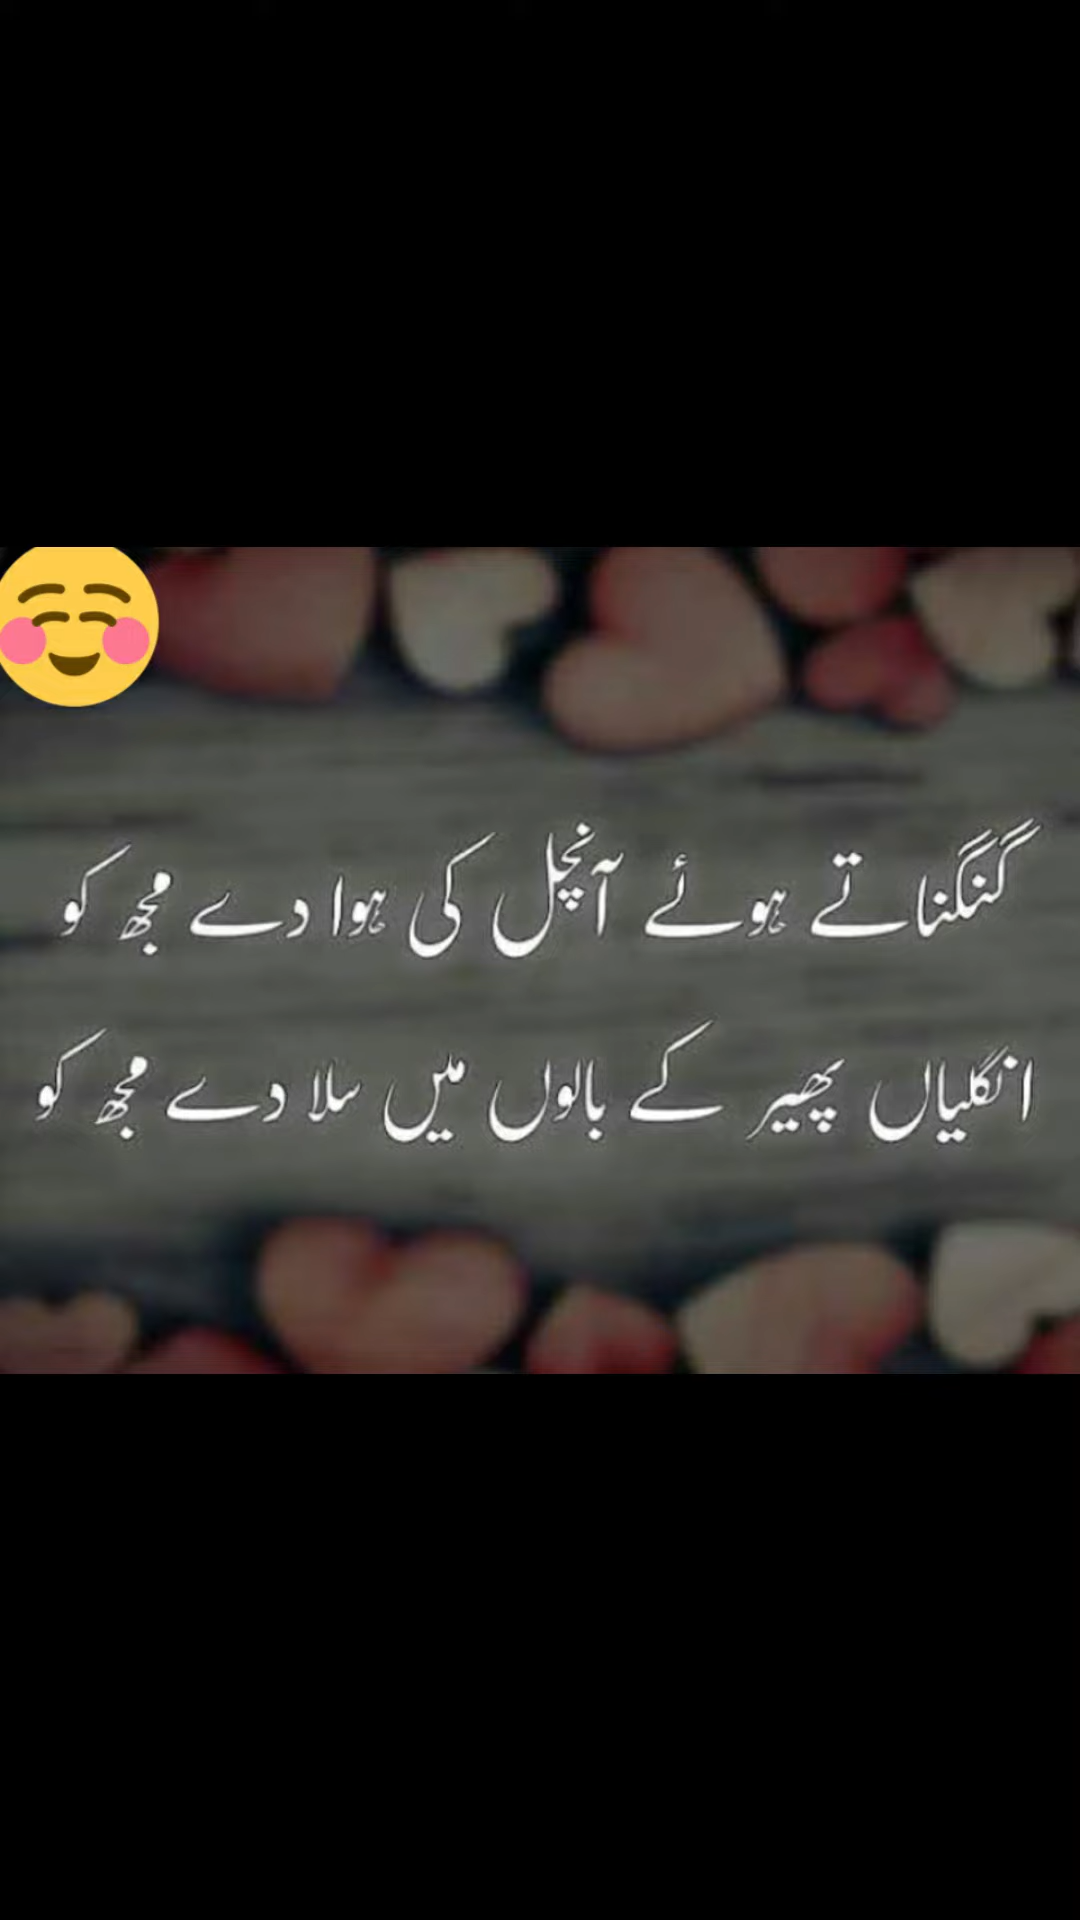 گنگناتے ہوئے آنچل کی ہوا دے مجھ کو
انگلیاں پھیر کے بالوں میں سلا دے مجھ کو